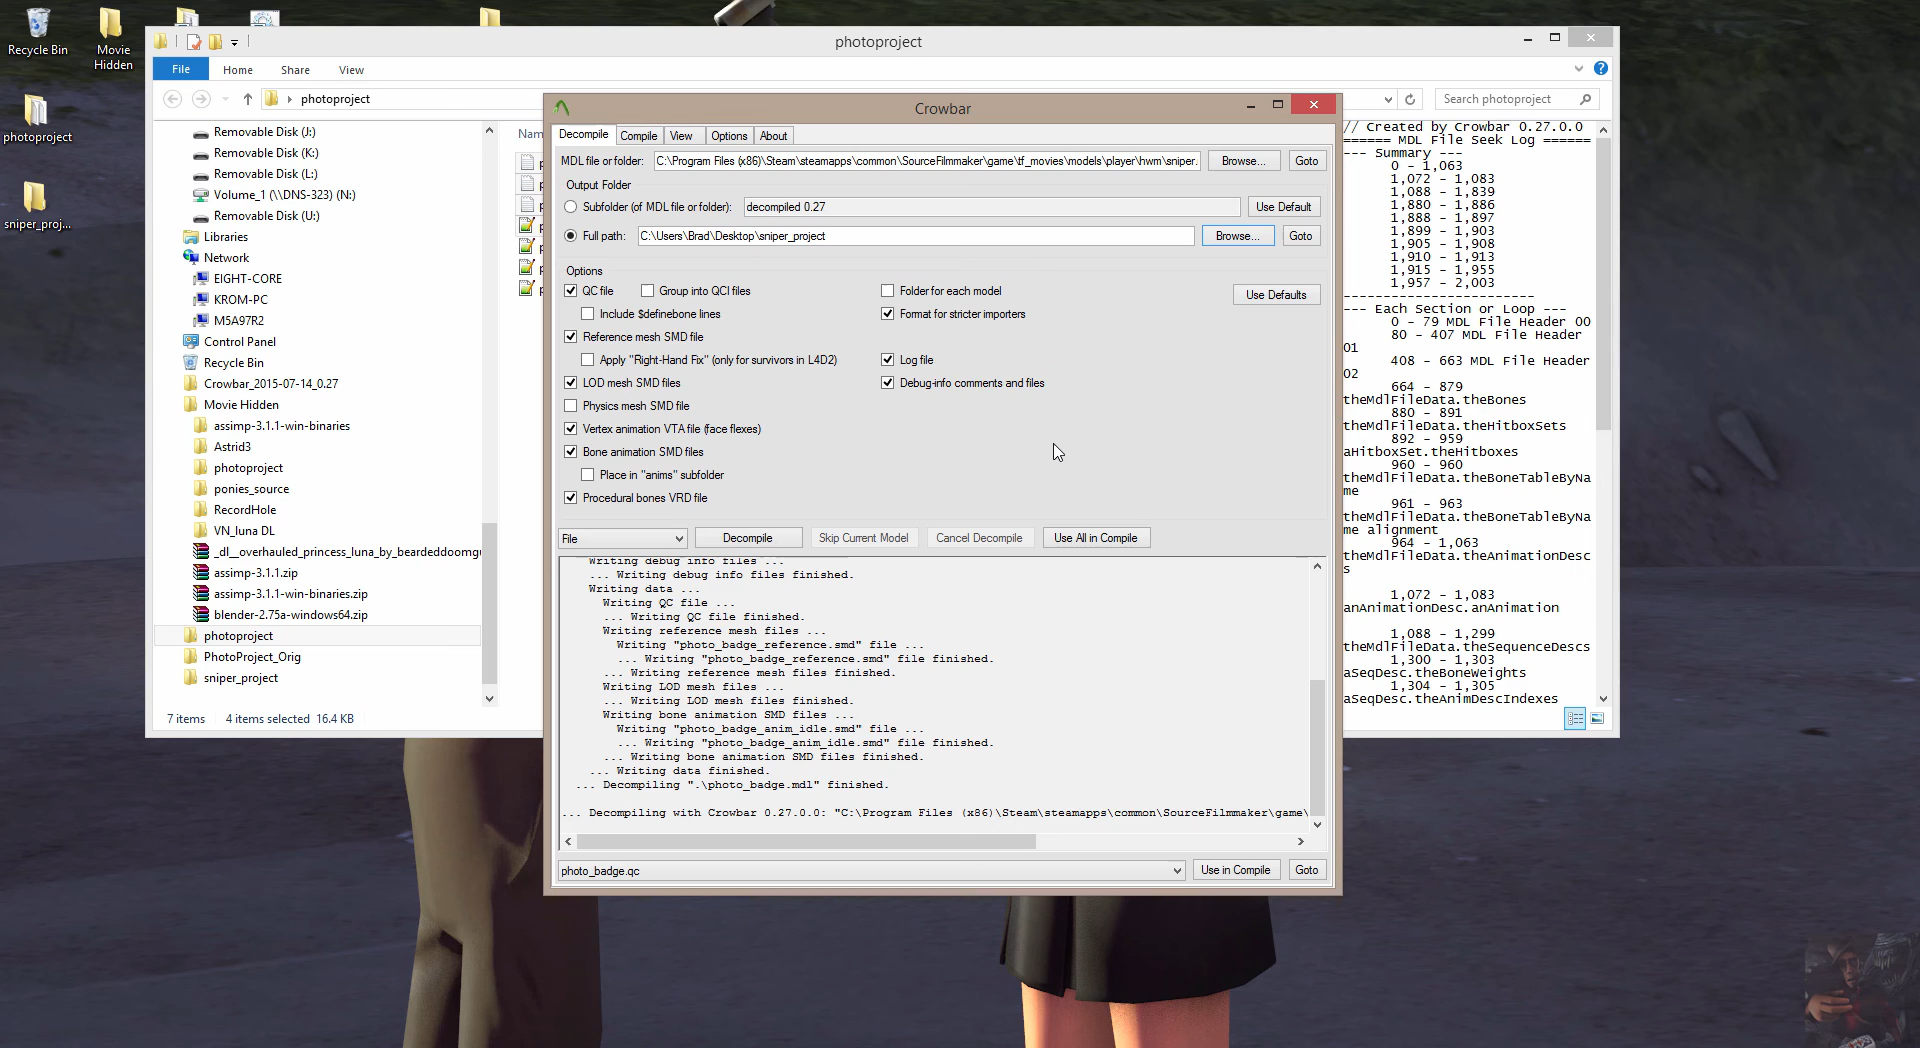 Recycle Bin
Movie
Hidden
photoproject
sniper_proj...
photoproject
File
Home
Share
View
photoproject
Search photoproject
Removable Disk (J:)
Removable Disk (K:)
Removable Disk (L:)
Volume_1 (\\DNS-323) (N:)
Removable Disk (U:)
Libraries
Network
EIGHT-CORE
KROM-PC
M5A97R2
Control Panel
Recycle Bin
Crowbar_2015-07-14_0.27
Movie Hidden
assimp-3.1.1-win-binaries
Astrid3
photoproject
ponies_source
RecordHole
VN_luna DL
_dl__overhauled_princess_luna_by_beardeddoomgu
assimp-3.1.1.zip
assimp-3.1.1-win-binaries.zip
blender-2.75a-windows64.zip
photoproject
PhotoProject_Orig
sniper_project
7 items 4 items selected 16.4 KB
Nam
Crowbar
Decompile
Compile
View
Options
About
MDL file or folder: C:\Program Files (x86)\Steam\steamapps\common\SourceFilmmaker\game\tf_movies\models\player\hwm\sniper. Browse... Goto
Output Folder
Subfolder (of MDL file or folder): decompiled 0.27 Use Default
Full path: C:\Users\Brad\Desktop\sniper_project Browse... Goto
Options
QC file Group into QCI files Folder for each model Use Defaults
Include $definebone lines Format for stricter importers
Reference mesh SMD file
Apply "Right-Hand Fix" (only for survivors in L4D2) Log file
LOD mesh SMD files Debug-info comments and files
Physics mesh SMD file
Vertex animation VTA file (face flexes)
Bone animation SMD files
Place in "anims" subfolder
Procedural bones VRD file
File Decompile Skip Current Model Cancel Decompile Use All in Compile
Writing debug info files ...
... Writing debug info files finished.
Writing data ...
Writing QC file ...
... Writing QC file finished.
Writing reference mesh files ...
Writing "photo_badge_reference.smd" file ...
... Writing "photo_badge_reference.smd" file finished.
... Writing reference mesh files finished.
Writing LOD mesh files ...
... Writing LOD mesh files finished.
Writing bone animation SMD files ...
Writing "photo_badge_anim_idle.smd" file ...
... Writing "photo_badge_anim_idle.smd" file finished.
... Writing bone animation SMD files finished.
... Writing data finished.
... Decompiling ".\photo_badge.mdl" finished.
... Decompiling with Crowbar 0.27.0.0: "C:\Program Files (x86)\Steam\steamapps\common\SourceFilmmaker\game\
photo_badge.qc Use in Compile Goto
// Created by Crowbar 0.27.0.0
====== MDL File Seek Log ======
--- Summary ---
0 - 1,063
1,072 - 1,083
1,088 - 1,839
1,880 - 1,886
1,888 - 1,897
1,899 - 1,903
1,905 - 1,908
1,910 - 1,913
1,915 - 1,955
1,957 - 2,003
------------------------
--- Each Section or Loop ---
0 - 79 MDL File Header 00
80 - 407 MDL File Header
01
408 - 663 MDL File Header
02
664 - 879
theMdlFileData.theBones
880 - 891
theMdlFileData.theHitboxSets
892 - 959
aHitboxSet.theHitboxes
960 - 960
theMdlFileData.theBoneTableByNa
me
961 - 963
theMdlFileData.theBoneTableByNa
me alignment
964 - 1,063
theMdlFileData.theAnimationDesc
s
1,072 - 1,083
anAnimationDesc.anAnimation
1,088 - 1,299
theMdlFileData.theSequenceDescs
1,300 - 1,303
aSeqDesc.theBoneWeights
1,304 - 1,305
aSeqDesc.theAnimDescIndexes